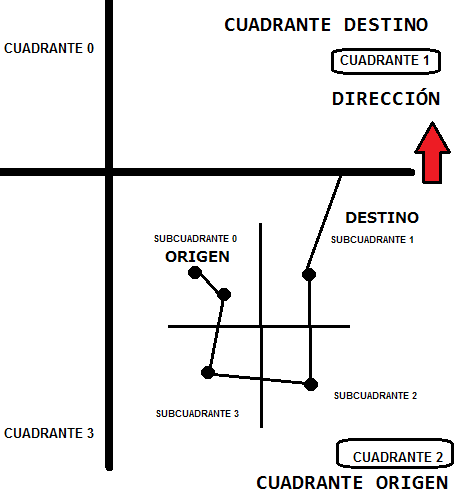 CUADRANTE DESTINO
CUADRANTE 0
CUADRANTE 1
DIRECCIÓN
DESTINO
SUBCUADRANTE 0
SUBCUADRANTE 1
ORIGEN
SUBCUADRANTE 2
SUBCUADRANTE 3
CUADRANTE 3
CUADRANTE 2
CUADRANTE ORIGEN